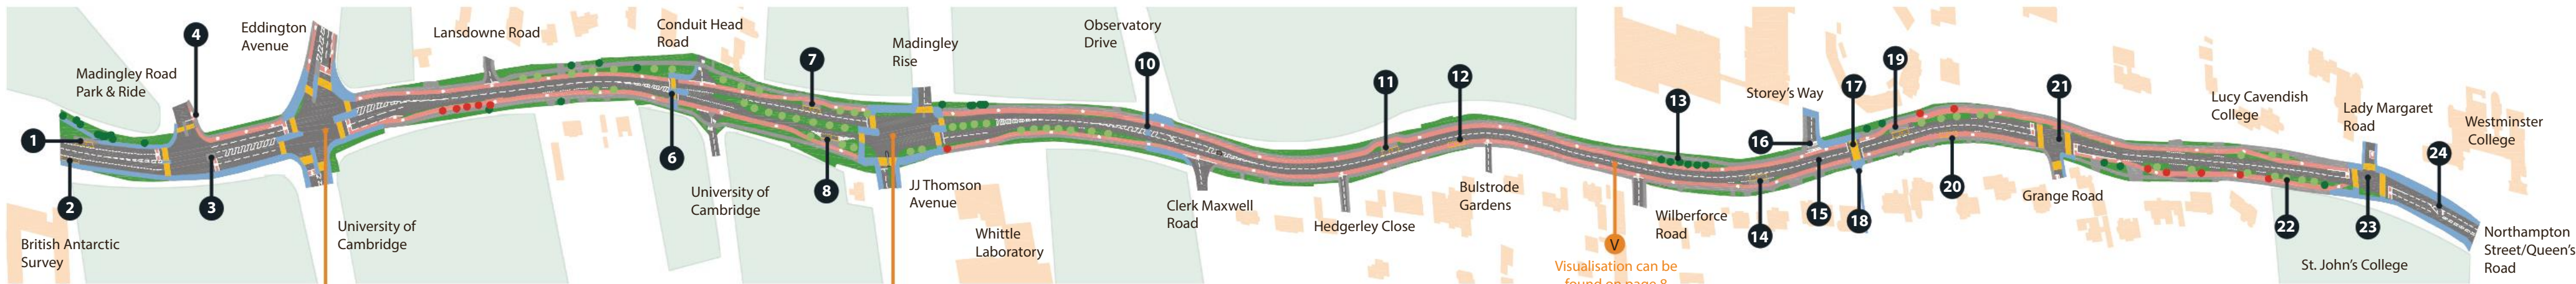 4
Eddington
Avenue
Lansdowne Road
Conduit Head
Road
Madingley
Rise
Observatory
Drive
Madingley Road
Park & Ride
7
10
11
12
13
Storey's Way
17
19
21
Lucy Cavendish
College
Lady Margaret
Road
Westminster
College
1
2
3
6
8
16
15
18
14
20
22
23
24
British Antarctic
Survey
University of
Cambridge
University of
Cambridge
JJ Thomson
Avenue
Whittle
Laboratory
Clerk Maxwell
Road
Hedgerley Close
Bulstrode
Gardens
V
Visualisation can be
found on page 8
Wilberforce
Road
Grange Road
St. John's College
Northampton
Street/Queen's
Road